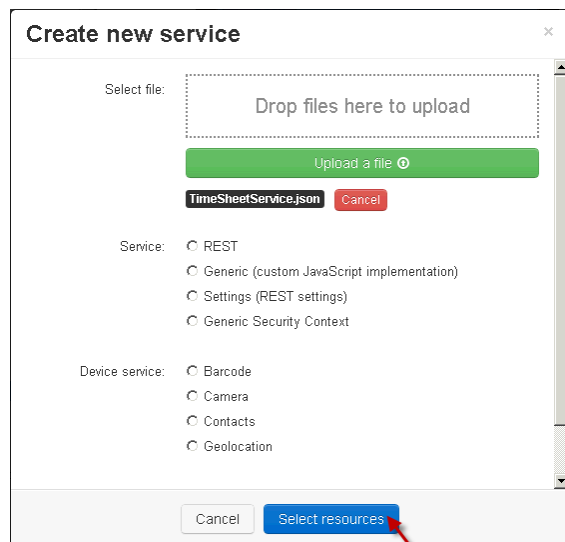 Create new service ×
Select file:
Drop files here to upload
Upload a file
TimeSheetService.json Cancel
Service: REST
Generic (custom JavaScript implementation)
Settings (REST settings)
Generic Security Context
Device service: Barcode
Camera
Contacts
Geolocation
Cancel Select resources